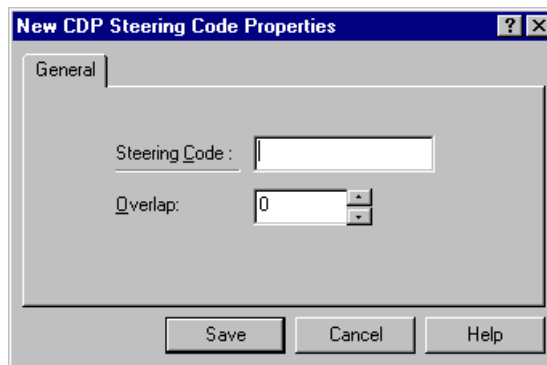 New CDP Steering Code Properties
General
Steering Code :
Overlap: 0
Save Cancel Help